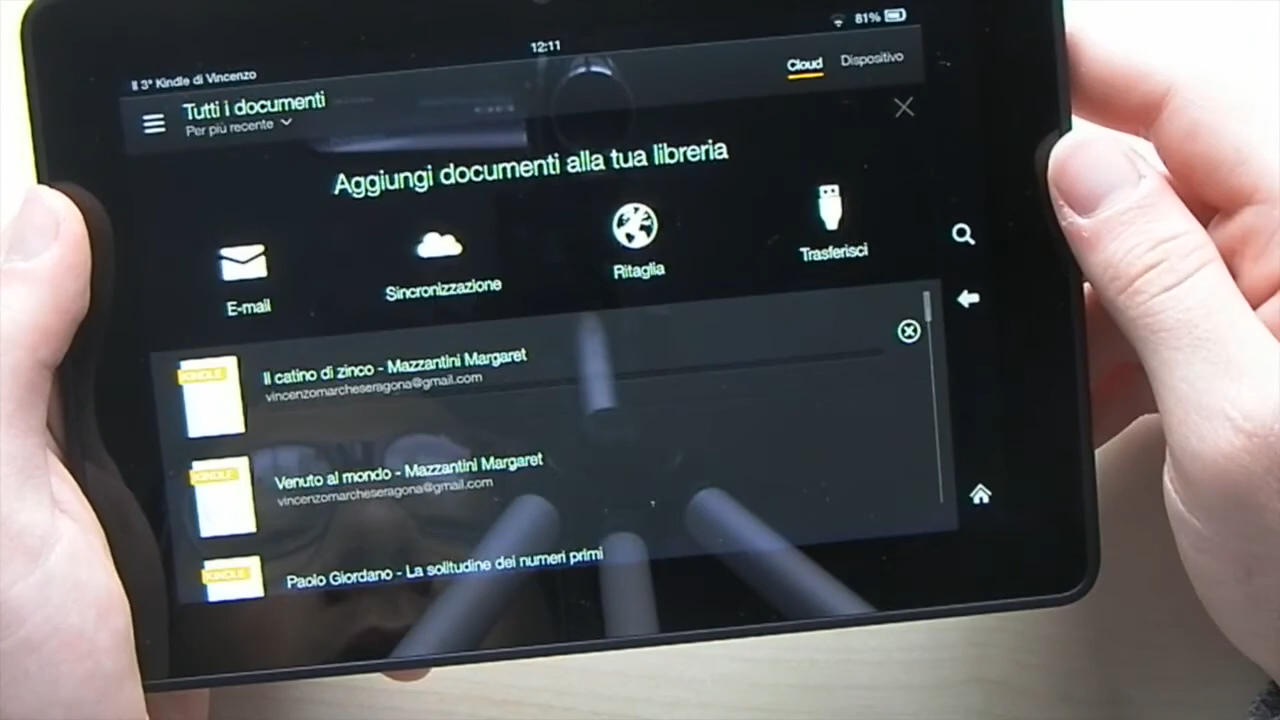 12:11
81%
Il 3° Kindle di Vincenzo
Tutti i documenti
Per più recente
Cloud
Dispositivo
Aggiungi documenti alla tua libreria
E-mail
Sincronizzazione
Ritaglia
Trasferisci
KINDLE
Il catino di zinco - Mazzantini Margaret
vincenzomarcheseragona@gmail.com
KINDLE
Venuto al mondo - Mazzantini Margaret
vincenzomarcheseragona@gmail.com
KINDLE
Paolo Giordano - La solitudine dei numeri primi